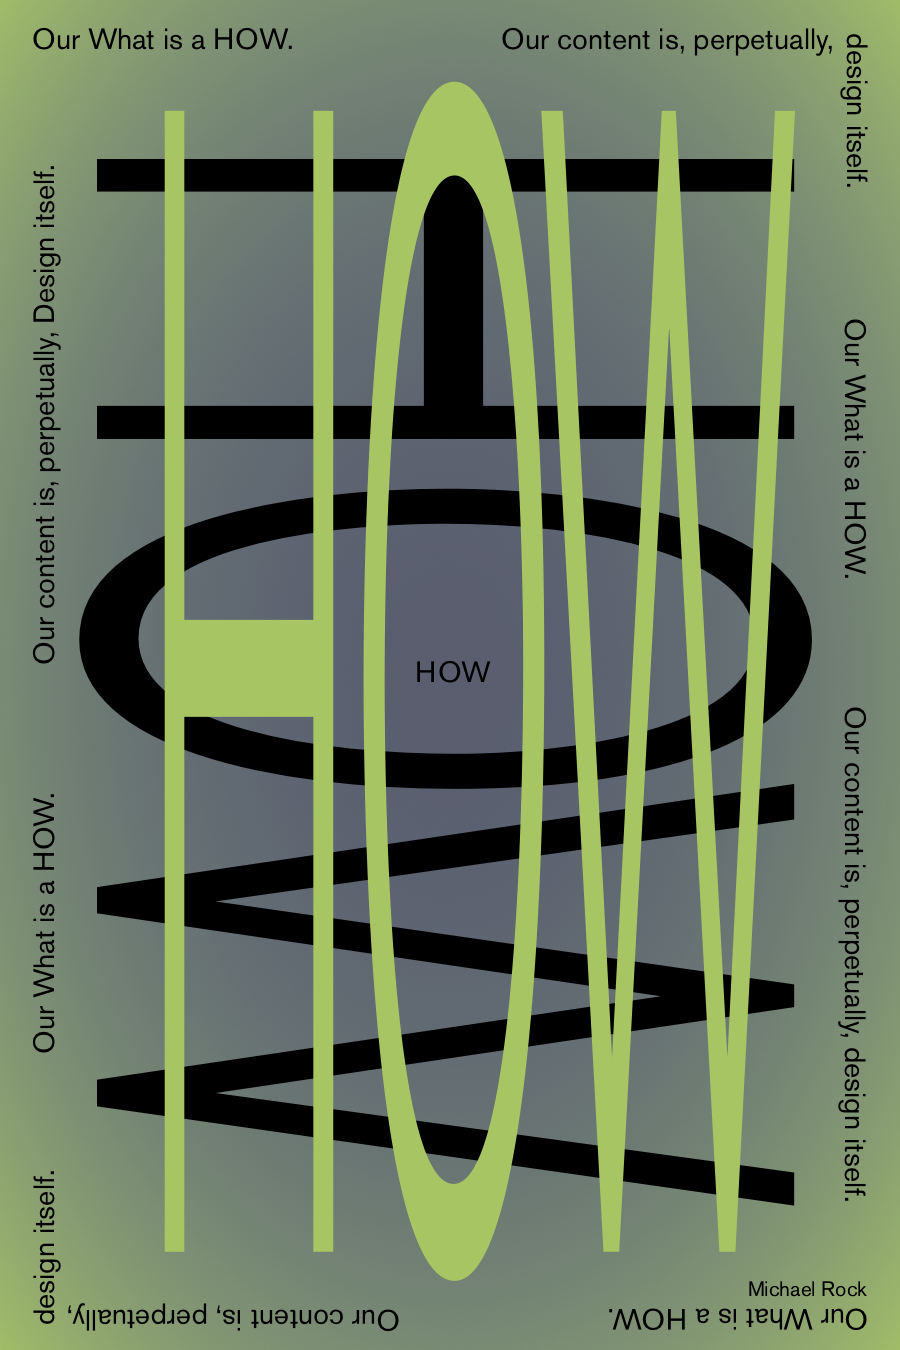 Our What is a HOW.
Our content is, perpetually,
design itself.
Our What is a HOW.
Our content is, perpetually, design itself.
Our What is a HOW.
Our content is, perpetually,
design itself.
Our What is a HOW.
Our content is, perpetually, Design itself.
HOW
HOW
HOW
Michael Rock